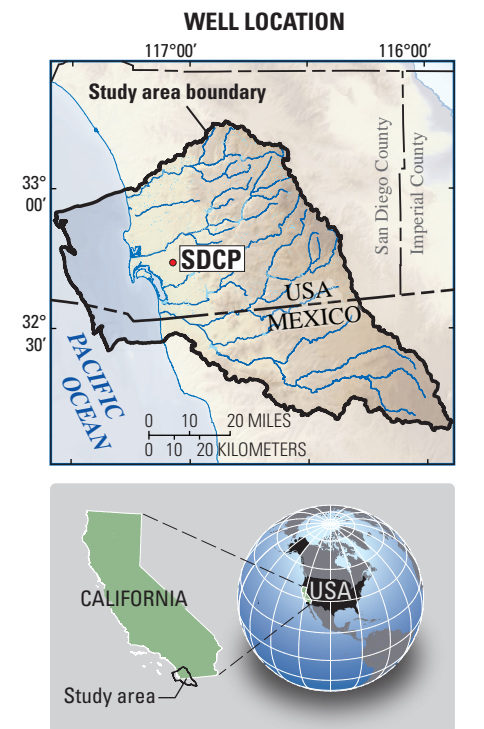 WELL LOCATION
117°00′ 116°00′
Study area boundary
San Diego County
Imperial County
33°
00′
SDCP
USA
MEXICO
32°
30′
PACIFIC
OCEAN
0 10 20 MILES
0 10 20 KILOMETERS
USA
CALIFORNIA
Study area